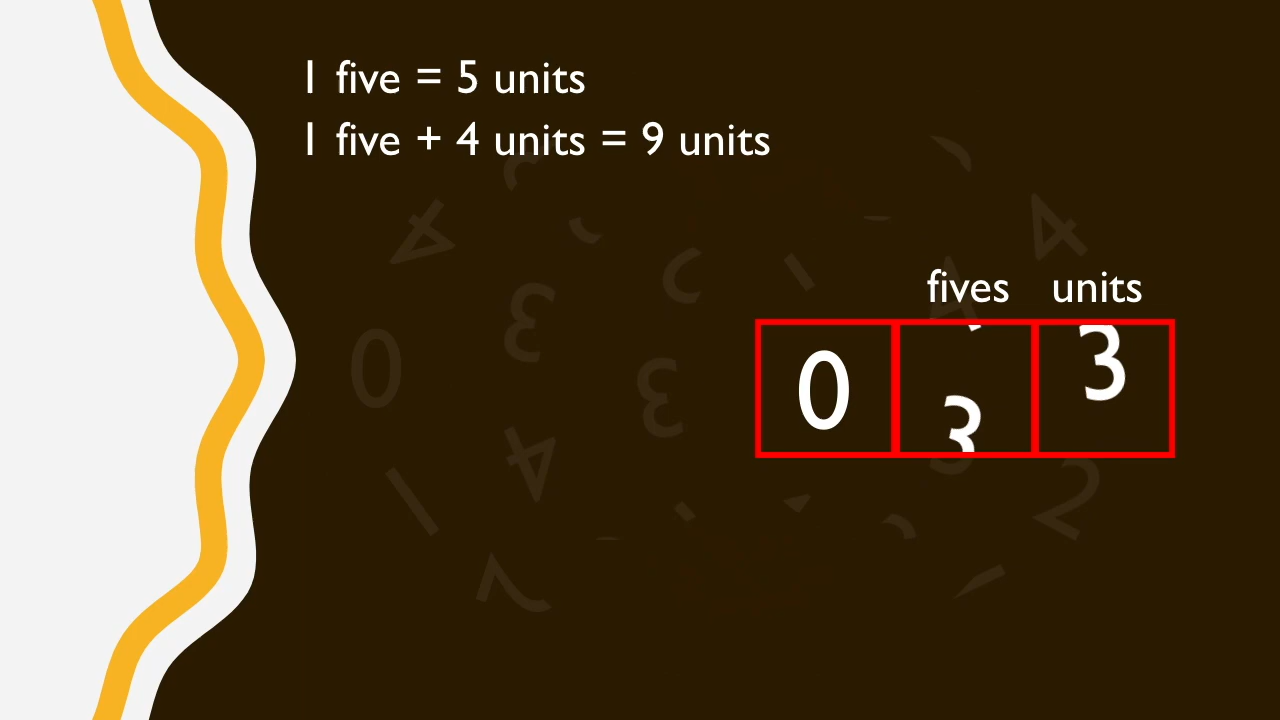 1 five = 5 units
1 five + 4 units = 9 units
fives units
0 3 3